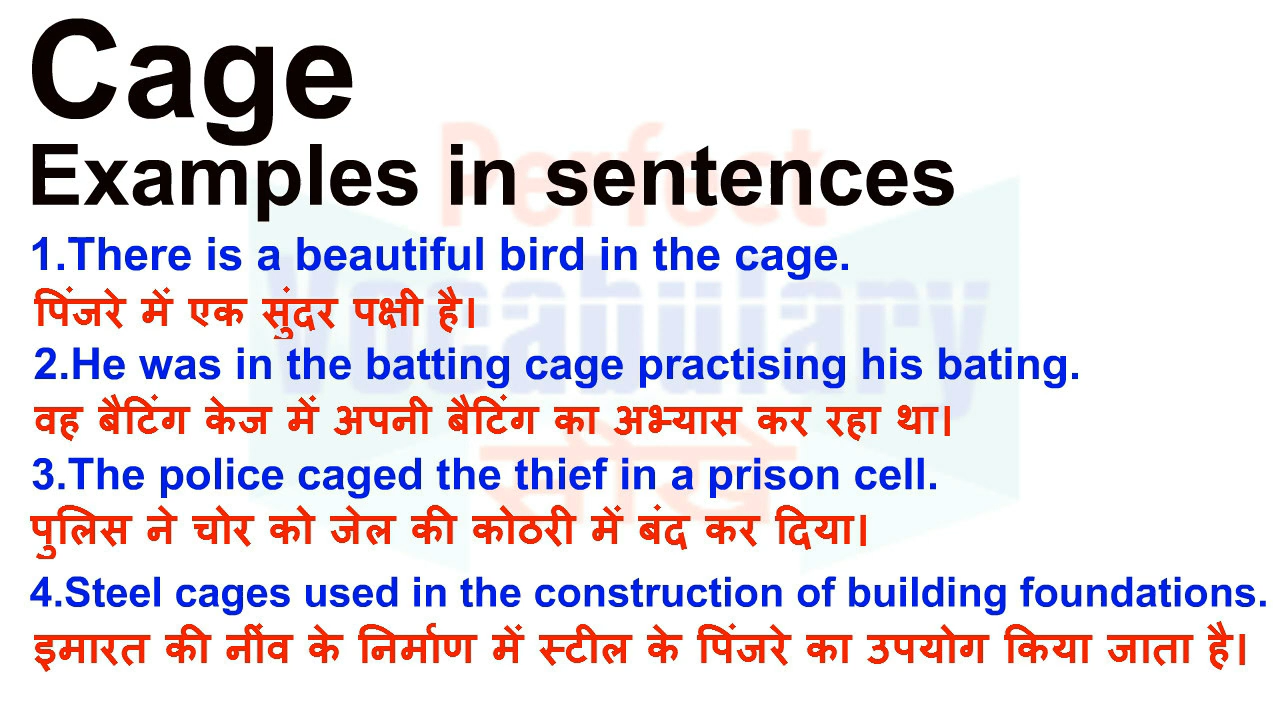 Cage
Examples in sentences
1.There is a beautiful bird in the cage.
पिंजरे में एक सुंदर पक्षी है।
2.He was in the batting cage practising his bating.
वह बैटिंग केज में अपनी बैटिंग का अभ्यास कर रहा था।
3.The police caged the thief in a prison cell.
पुलिस ने चोर को जेल की कोठरी में बंद कर दिया।
4.Steel cages used in the construction of building foundations.
इमारत की नींव के निर्माण में स्टील के पिंजरे का उपयोग किया जाता है।
Perfect
Vocabulary
सीखे